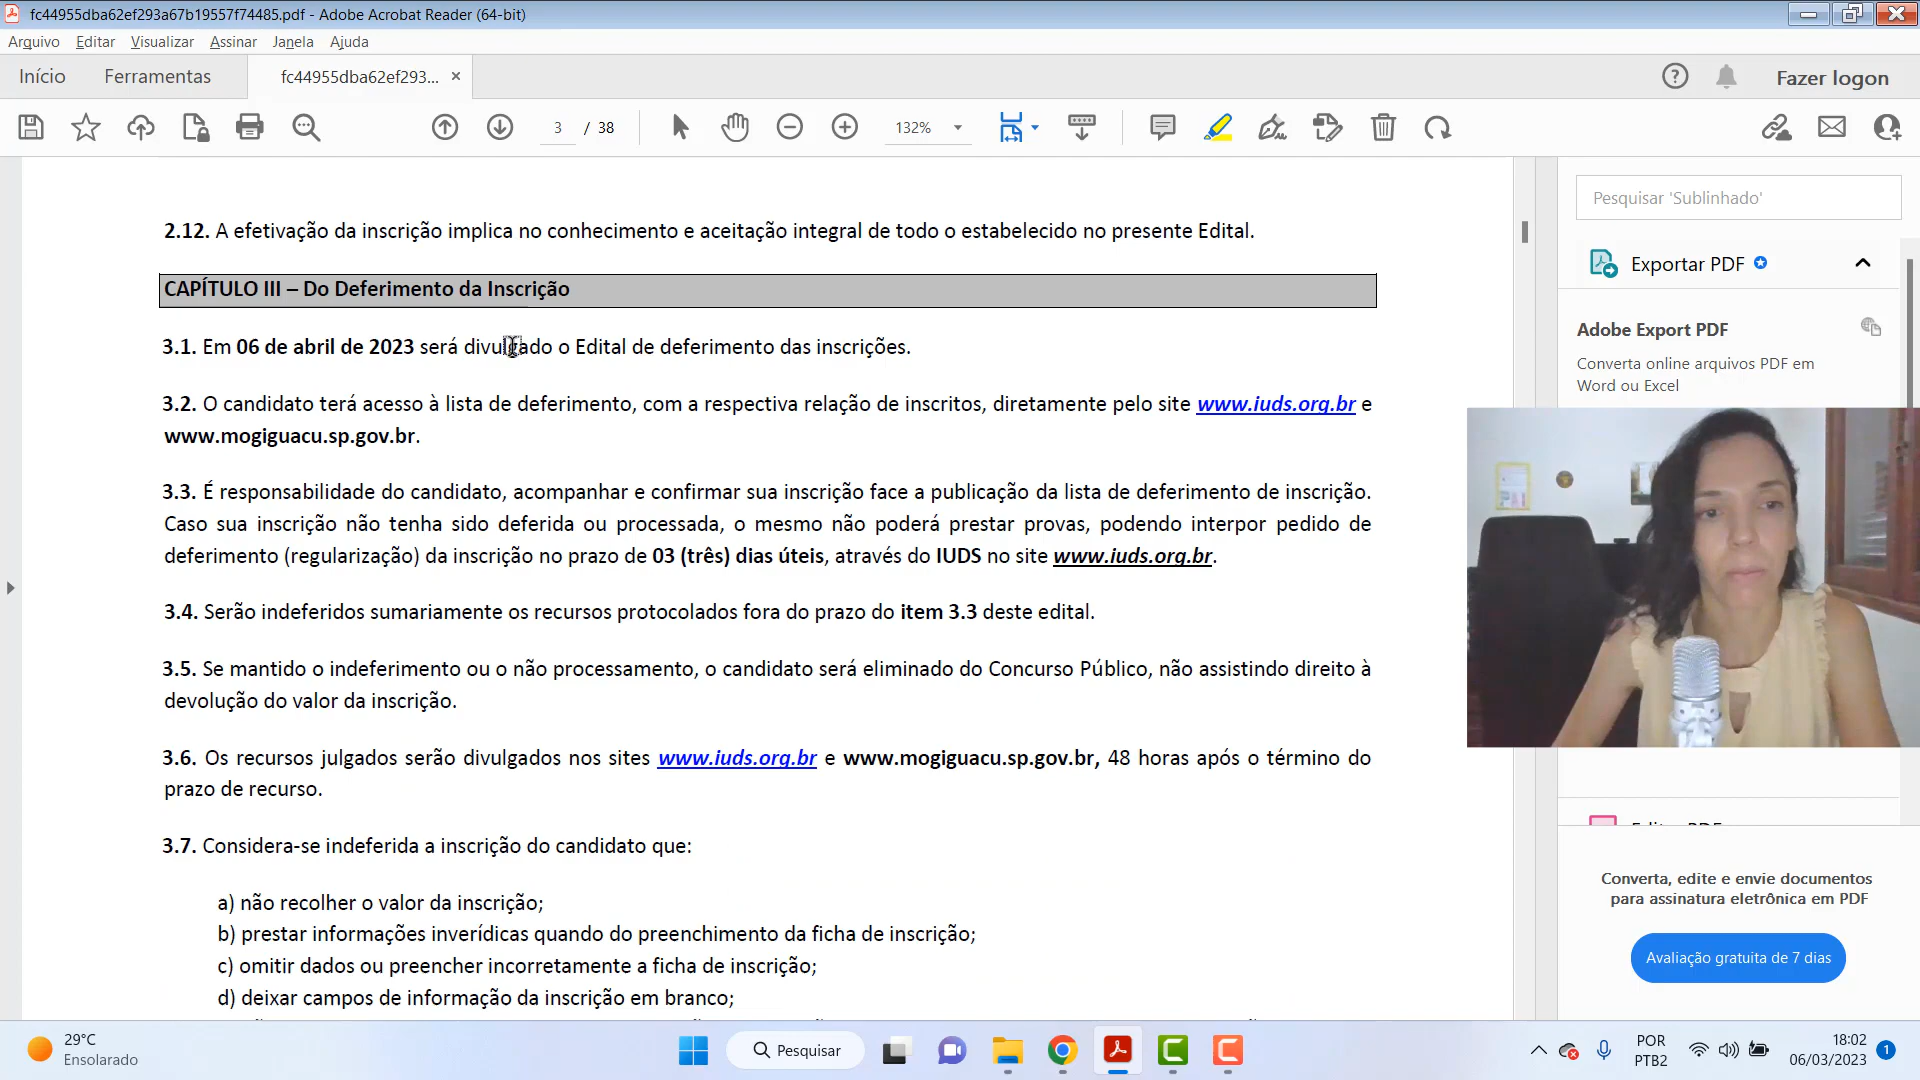 fc44955dba62ef293a67b19557f74485.pdf - Adobe Acrobat Reader (64-bit)
Arquivo Editar Visualizar Assinar Janela Ajuda
Início Ferramentas fc44955dba62ef293... × Fazer logon
3 / 38 132%
2.12. A efetivação da inscrição implica no conhecimento e aceitação integral de todo o estabelecido no presente Edital.
CAPÍTULO III – Do Deferimento da Inscrição
3.1. Em 06 de abril de 2023 será divulgado o Edital de deferimento das inscrições.
3.2. O candidato terá acesso à lista de deferimento, com a respectiva relação de inscritos, diretamente pelo site www.iuds.org.br e
www.mogiguacu.sp.gov.br.
3.3. É responsabilidade do candidato, acompanhar e confirmar sua inscrição face a publicação da lista de deferimento de inscrição.
Caso sua inscrição não tenha sido deferida ou processada, o mesmo não poderá prestar provas, podendo interpor pedido de
deferimento (regularização) da inscrição no prazo de 03 (três) dias úteis, através do IUDS no site www.iuds.org.br.
3.4. Serão indeferidos sumariamente os recursos protocolados fora do prazo do item 3.3 deste edital.
3.5. Se mantido o indeferimento ou o não processamento, o candidato será eliminado do Concurso Público, não assistindo direito à
devolução do valor da inscrição.
3.6. Os recursos julgados serão divulgados nos sites www.iuds.org.br e www.mogiguacu.sp.gov.br, 48 horas após o término do
prazo de recurso.
3.7. Considera-se indeferida a inscrição do candidato que:
a) não recolher o valor da inscrição;
b) prestar informações inverídicas quando do preenchimento da ficha de inscrição;
c) omitir dados ou preencher incorretamente a ficha de inscrição;
d) deixar campos de informação da inscrição em branco;
Pesquisar 'Sublinhado'
Exportar PDF
Adobe Export PDF
Converta online arquivos PDF em
Word ou Excel
Converta, edite e envie documentos
para assinatura eletrônica em PDF
Avaliação gratuita de 7 dias
29°C
Ensolarado
Pesquisar
POR
PTB2
18:02
06/03/2023
1